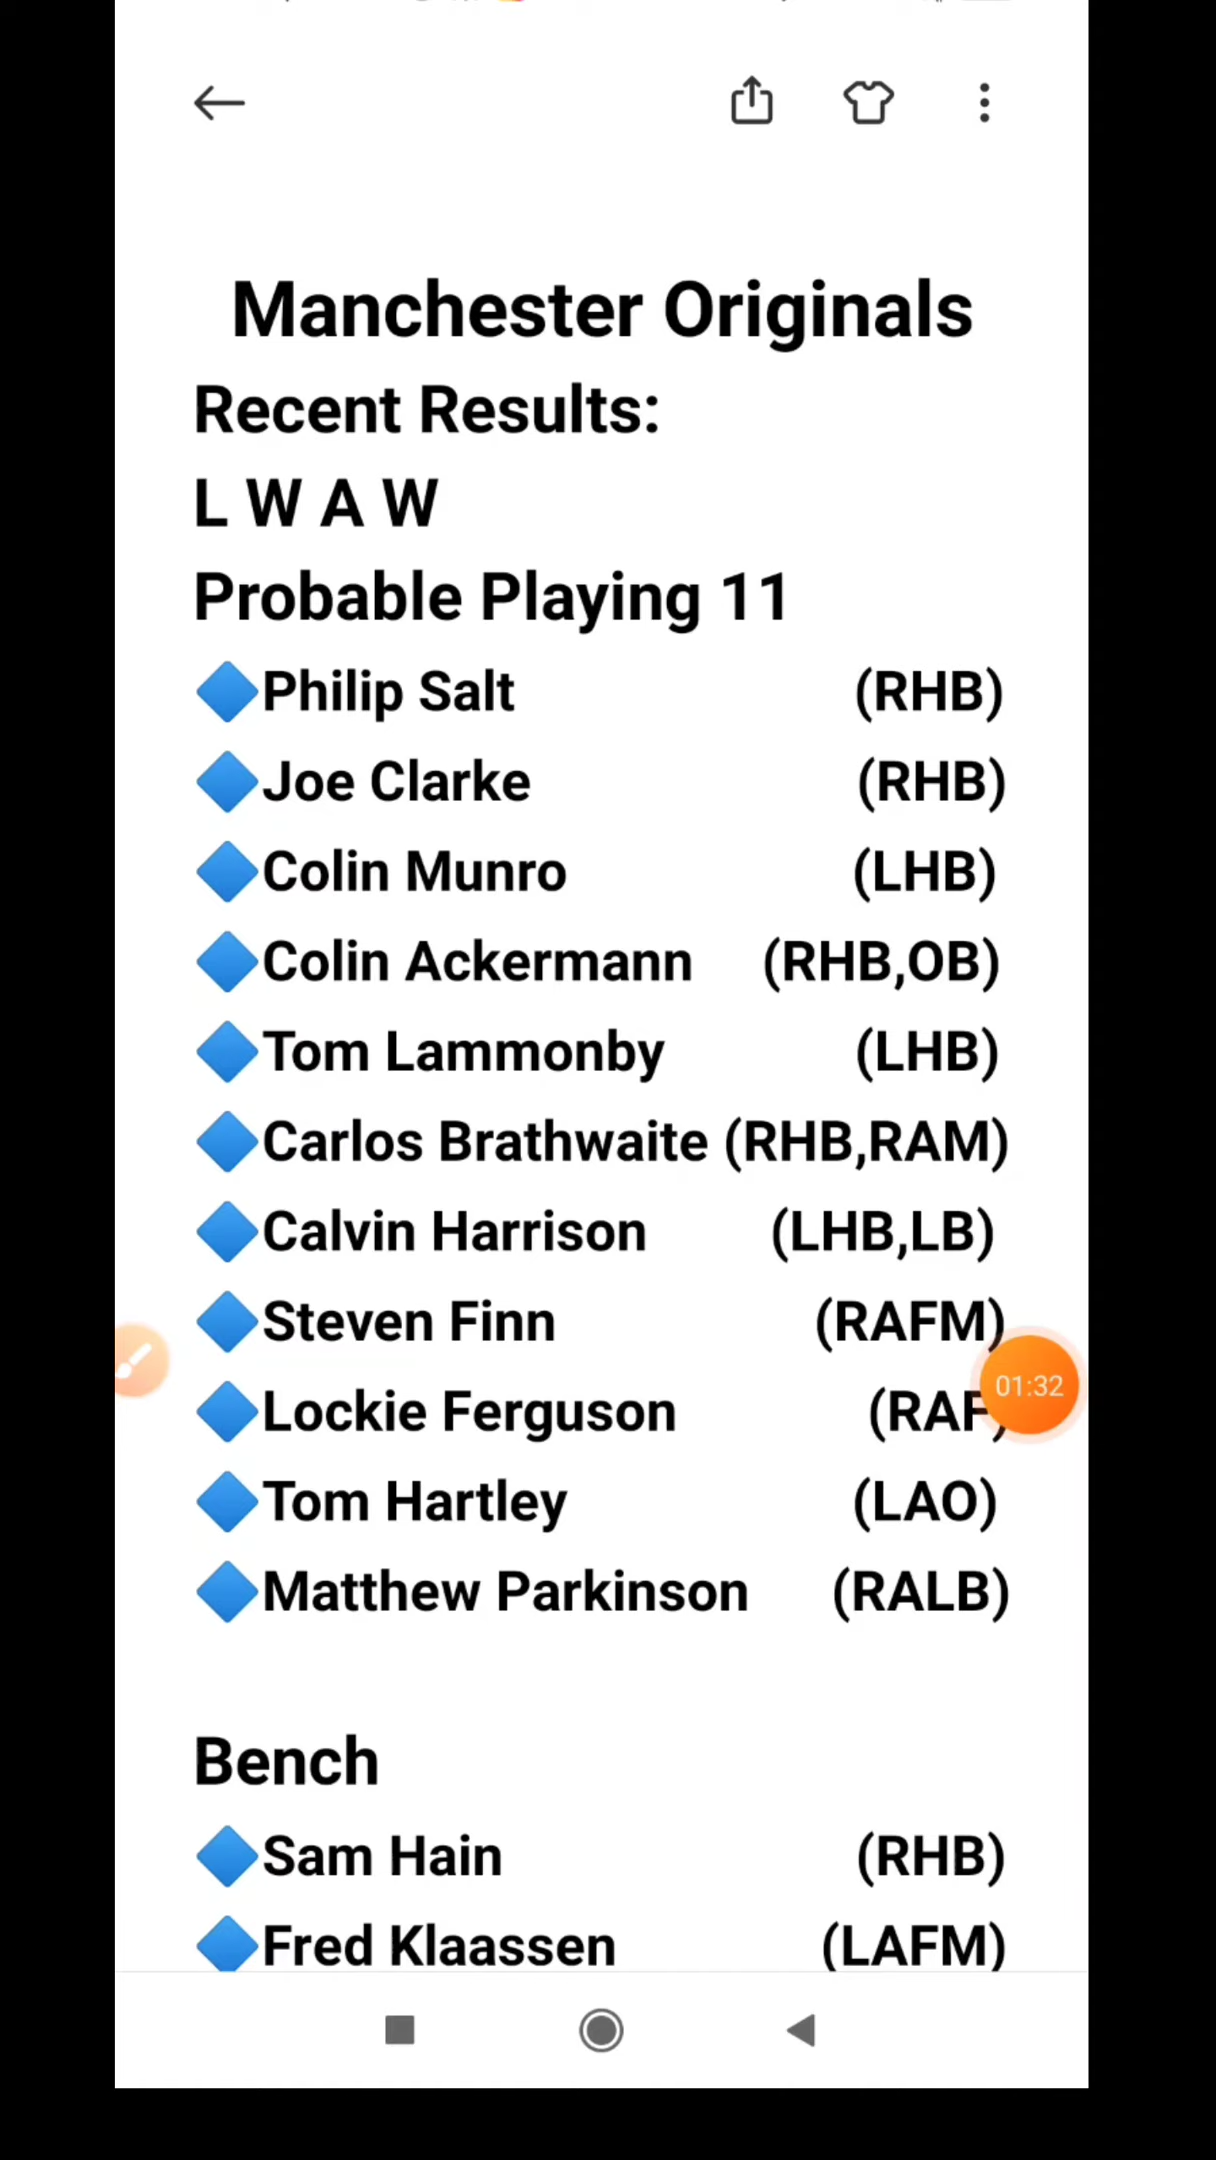 Manchester Originals
Recent Results:
L W A W
Probable Playing 11
Philip Salt (RHB)
Joe Clarke (RHB)
Colin Munro (LHB)
Colin Ackermann (RHB,OB)
Tom Lammonby (LHB)
Carlos Brathwaite (RHB,RAM)
Calvin Harrison (LHB,LB)
Steven Finn (RAFM)
01:32
Lockie Ferguson (RAF)
Tom Hartley (LAO)
Matthew Parkinson (RALB)
Bench
Sam Hain (RHB)
Fred Klaassen (LAFM)